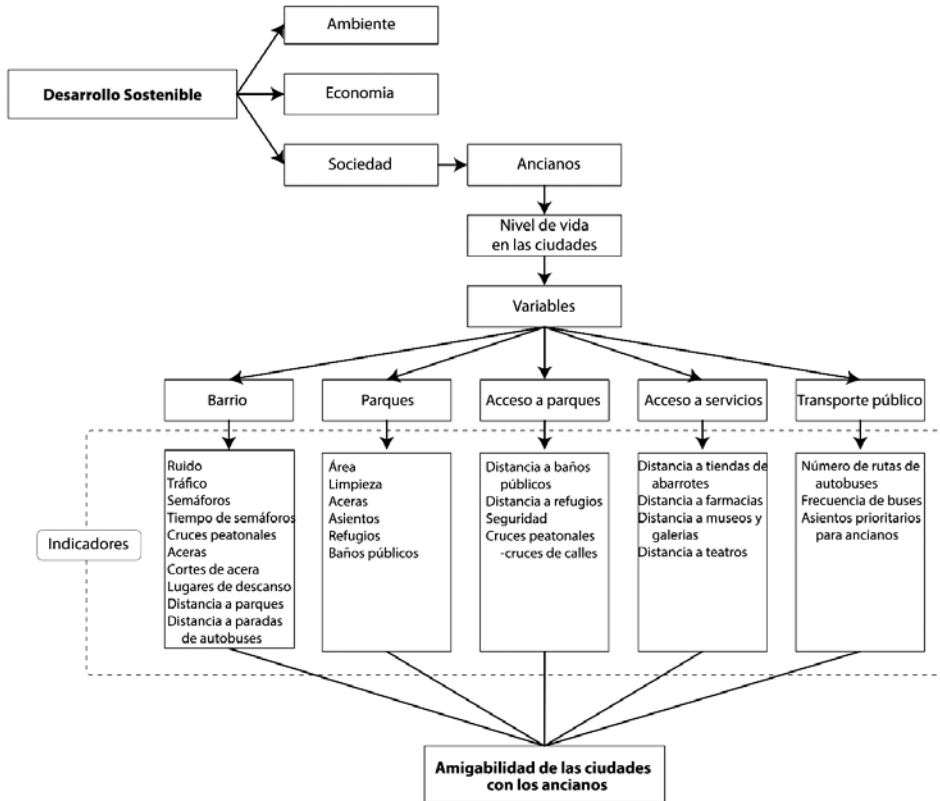 Ambiente
Desarrollo Sostenible
Economia
Sociedad
Ancianos
Nivel de vida
en las ciudades
Variables
Barrio
Parques
Acceso a parques
Acceso a servicios
Transporte público
Indicadores
Ruido
Tráfico
Semáforos
Tiempo de semáforos
Cruces peatonales
Aceras
Cortes de acera
Lugares de descanso
Distancia a parques
Distancia a paradas
de autobuses
Área
Limpieza
Aceras
Asientos
Refugios
Baños públicos
Distancia a baños
públicos
Distancia a refugios
Seguridad
Cruces peatonales
-cruces de calles
Distancia a tiendas de
abarrotes
Distancia a farmacias
Distancia a museos y
galerias
Distancia a teatros
Número de rutas de
autobuses
Frecuencia de buses
Asientos prioritarios
para ancianos
Amigabilidad de las ciudades
con los ancianos